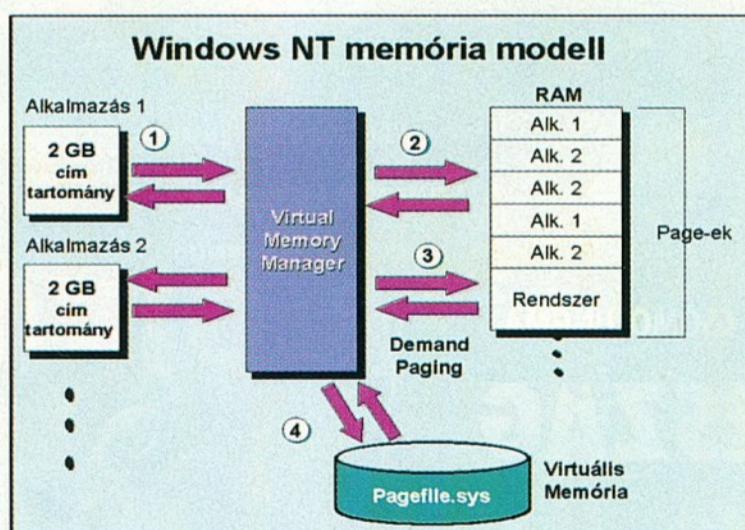 Windows NT memória modell
Alkalmazás 1
2 GB
cím
tartomány
1
Alkalmazás 2
2 GB
cím
tartomány
Virtual
Memory
Manager
2
3
Demand
Paging
4
RAM
Alk. 1
Alk. 2
Alk. 2
Alk. 1
Alk. 2
Rendszer
Page-ek
Pagefile.sys
Virtuális
Memória